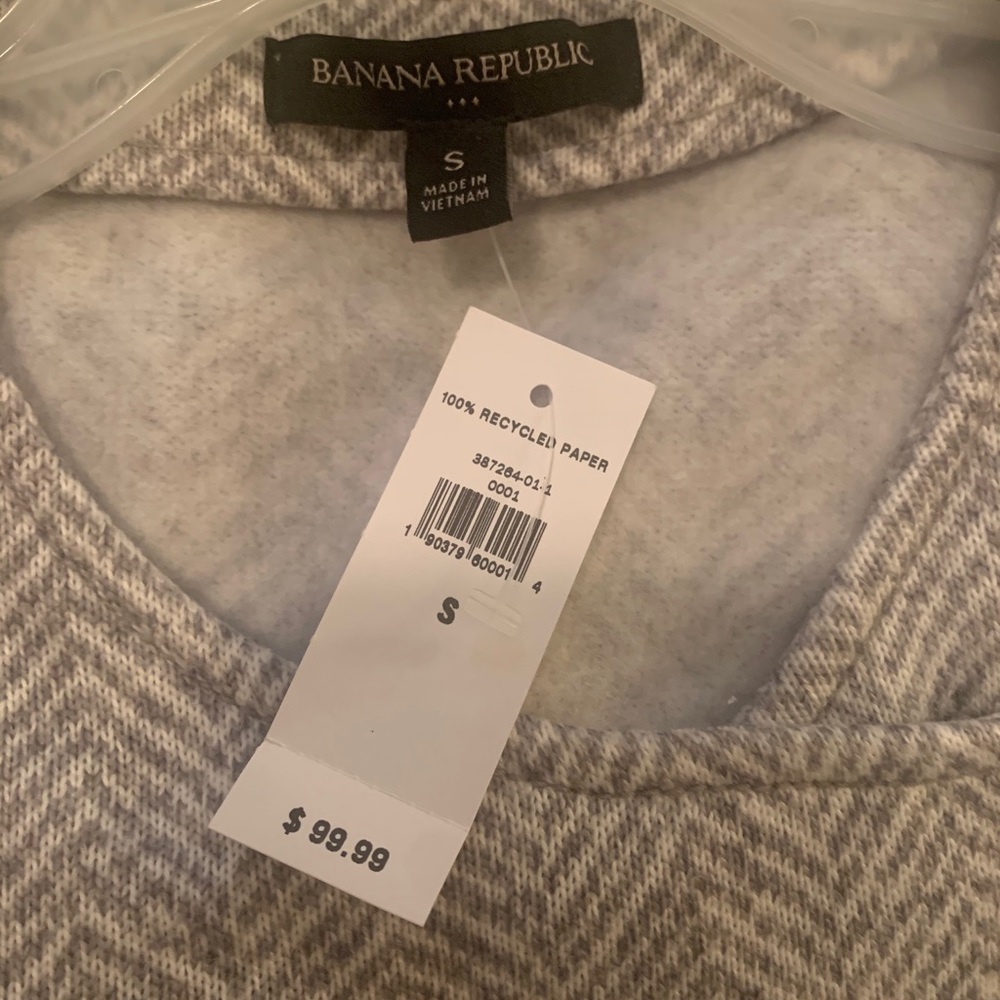 BANANA REPUBLIC
S
MADE IN
VIETNAM
100% RECYCLED PAPER
387264-01-1
0001
1 90379 60001 4
S
$ 99.99